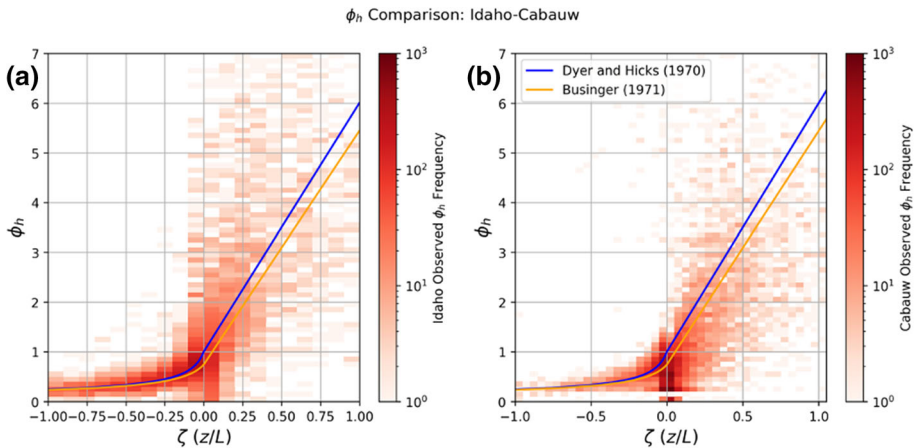 ϕh Comparison: Idaho-Cabauw
(a)
7
6
5
4
3
2
1
0
ϕh
−1.00 −0.75 −0.50 −0.25 0.00 0.25 0.50 0.75 1.00
ζ (z/L)
10³
10²
10¹
10⁰
Idaho Observed ϕh Frequency
(b)
Dyer and Hicks (1970)
Businger (1971)
7
6
5
4
3
2
1
0
ϕh
−1.0 −0.5 0.0 0.5 1.0
ζ (z/L)
10³
10²
10¹
10⁰
Cabauw Observed ϕh Frequency